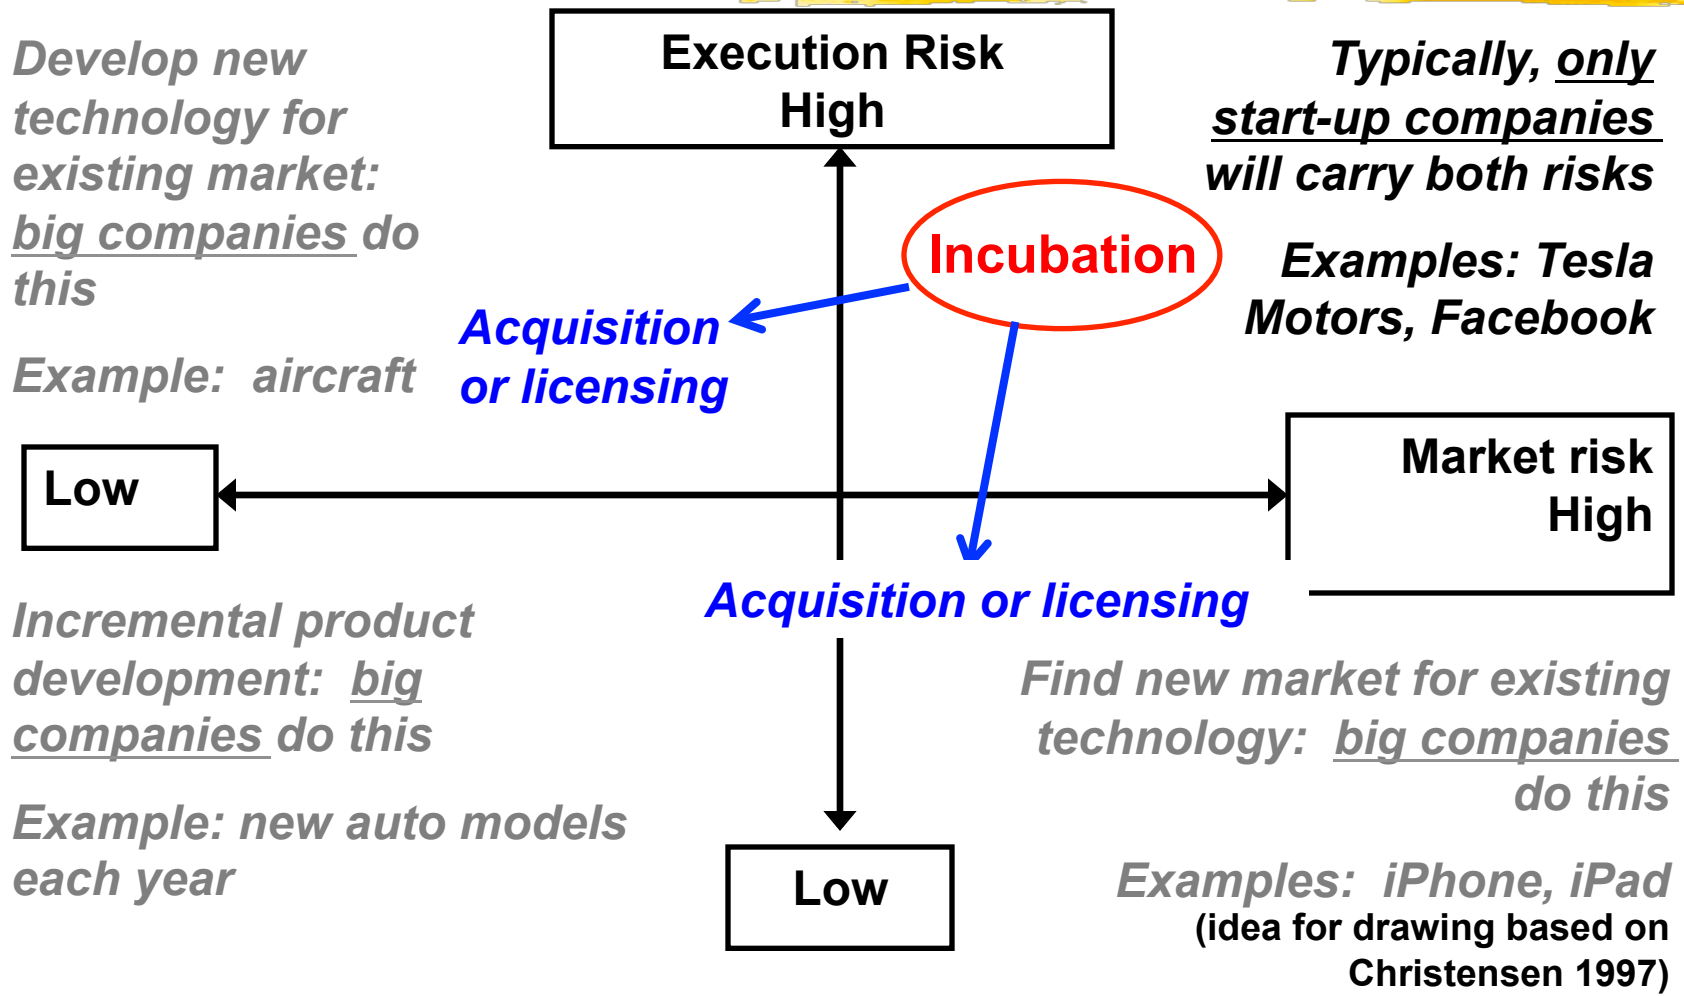 Develop new
technology for
existing market:
big companies do
this
Example: aircraft
Execution Risk
High
Typically, only
start-up companies
will carry both risks
Examples: Tesla
Motors, Facebook
Incubation
Acquisition
or licensing
Low
Market risk
High
Acquisition or licensing
Incremental product
development: big
companies do this
Example: new auto models
each year
Low
Find new market for existing
technology: big companies
do this
Examples: iPhone, iPad
(idea for drawing based on
Christensen 1997)